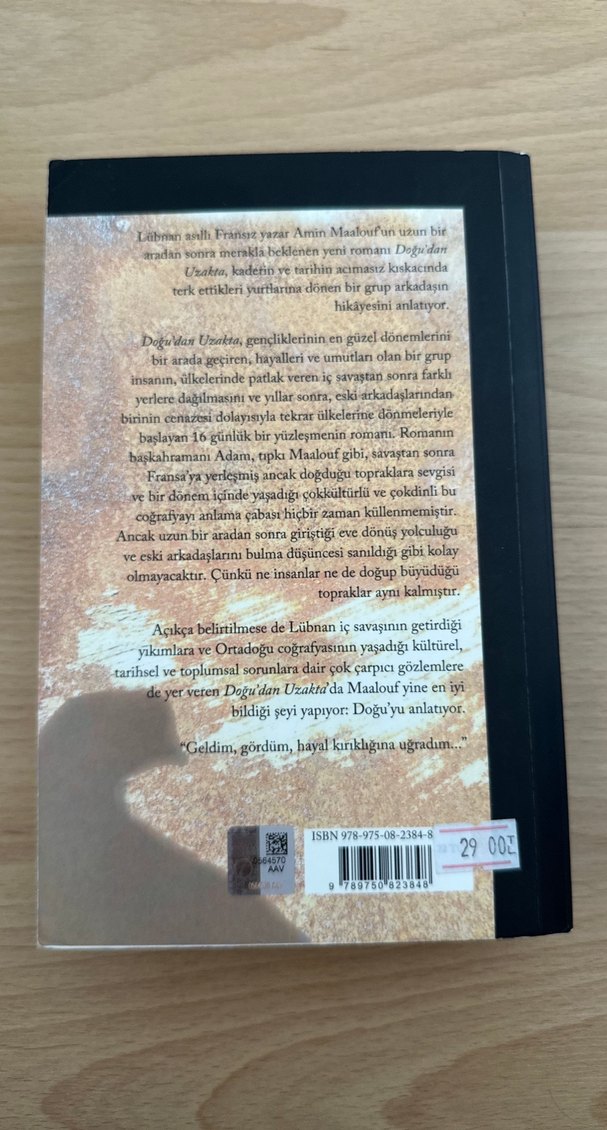 Lübnan asıllı Fransız yazar Amin Maalouf'un uzun bir
aradan sonra merakla beklenen yeni romanı Doğu'dan
Uzakta, kaderin ve tarihin acımasız kıskacında
terk ettikleri yurtlarına dönen bir grup arkadaşın
hikâyesini anlatıyor.
Doğu'dan Uzakta, gençliklerinin en güzel dönemlerini
bir arada geçiren, hayalleri ve umutları olan bir grup
insanın, ülkelerinde patlak veren iç savaştan sonra farklı
yerlere dağılmasını ve yıllar sonra, eski arkadaşlarından
birinin cenazesi dolayısıyla tekrar ülkelerine dönmeleriyle
başlayan 16 günlük bir yüzleşmenin romanı. Romanın
başkahramanı Adam, tıpkı Maalouf gibi, savaştan sonra
Fransa'ya yerleşmiş ancak doğduğu topraklara sevgisi
ve bir dönem içinde yaşadığı çokkültürlü ve çokdinli bu
coğrafyayı anlama çabası hiçbir zaman küllenmemiştir.
Ancak uzun bir aradan sonra giriştiği eve dönüş yolculuğu
ve eski arkadaşlarını bulma düşüncesi sanıldığı gibi kolay
olmayacaktır. Çünkü ne insanlar ne de doğup büyüdüğü
topraklar aynı kalmıştır.
Açıkça belirtilmese de Lübnan iç savaşının getirdiği
yıkımlara ve Ortadoğu coğrafyasının yaşadığı kültürel,
tarihsel ve toplumsal sorunlara dair çok çarpıcı gözlemlere
de yer veren Doğu'dan Uzakta'da Maalouf yine en iyi
bildiği şeyi yapıyor: Doğu'yu anlatıyor.
"Geldim, gördüm, hayal kırıklığına uğradım..."
ISBN 978-975-08-2384-8
29 00
0564570
AAV
9 789750 823848